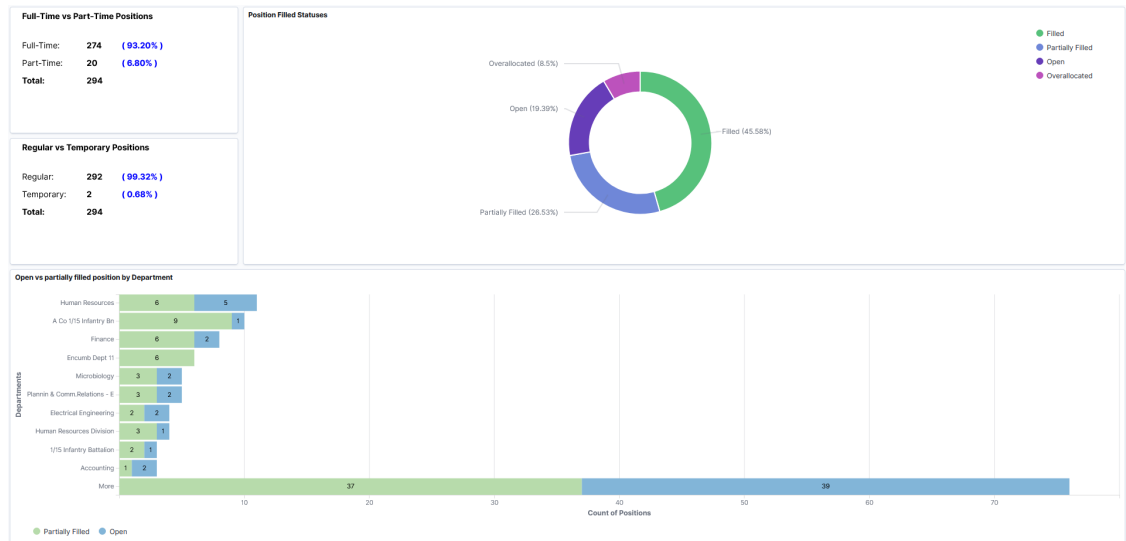 Full-Time vs Part-Time Positions
Full-Time: 274 ( 93.20% )
Part-Time: 20 ( 6.80% )
Total: 294
Regular vs Temporary Positions
Regular: 292 ( 99.32% )
Temporary: 2 ( 0.68% )
Total: 294
Position Filled Statuses
Filled
Partially Filled
Open
Overallocated
Overallocated (8.5%)
Open (19.39%)
Filled (45.58%)
Partially Filled (26.53%)
Open vs partially filled position by Department
Departments
Human Resources 6 5
A Co 1/15 Infantry Bn 9 1
Finance 6 2
Encumb Dept 11 6
Microbiology 3 2
Plannin & Comm.Relations - E 3 2
Electrical Engineering 2 2
Human Resources Division 3 1
1/15 Infantry Battalion 2 1
Accounting 1 2
More 37 39
10 20 30 40 50 60 70
Count of Positions
Partially Filled Open